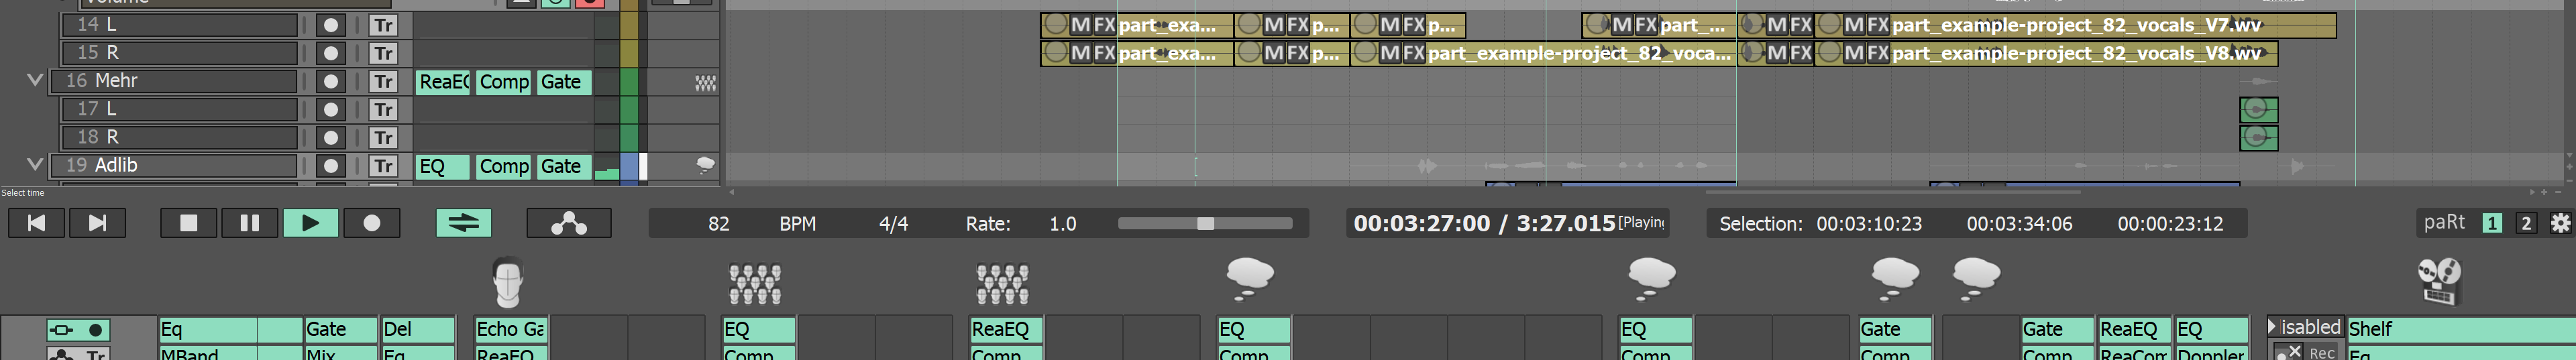 Volume
14 L Tr M FX part_exa... M FX p... M FX p... M FX part_... M FX M FX part_example-project_82_vocals_V7.wv
15 R Tr M FX part_exa... M FX p... M FX part_example-project_82_voca... M FX M FX part_example-project_82_vocals_V8.wv
16 Mehr Tr ReaEQ Comp Gate
17 L Tr
18 R Tr
19 Adlib Tr EQ Comp Gate
Select time
82 BPM 4/4 Rate: 1.0 00:03:27:00 / 3:27.015 [Playing Selection: 00:03:10:23 00:03:34:06 00:00:23:12 paRt 1 2
Eq Gate Del Echo Ga EQ ReaEQ EQ EQ Gate Gate ReaEQ EQ isabled Shelf
Tr MBand Mix Eq ReaEQ Comp Comp Comp Comp Comp Comp ReaCom Doppler Rec Eq